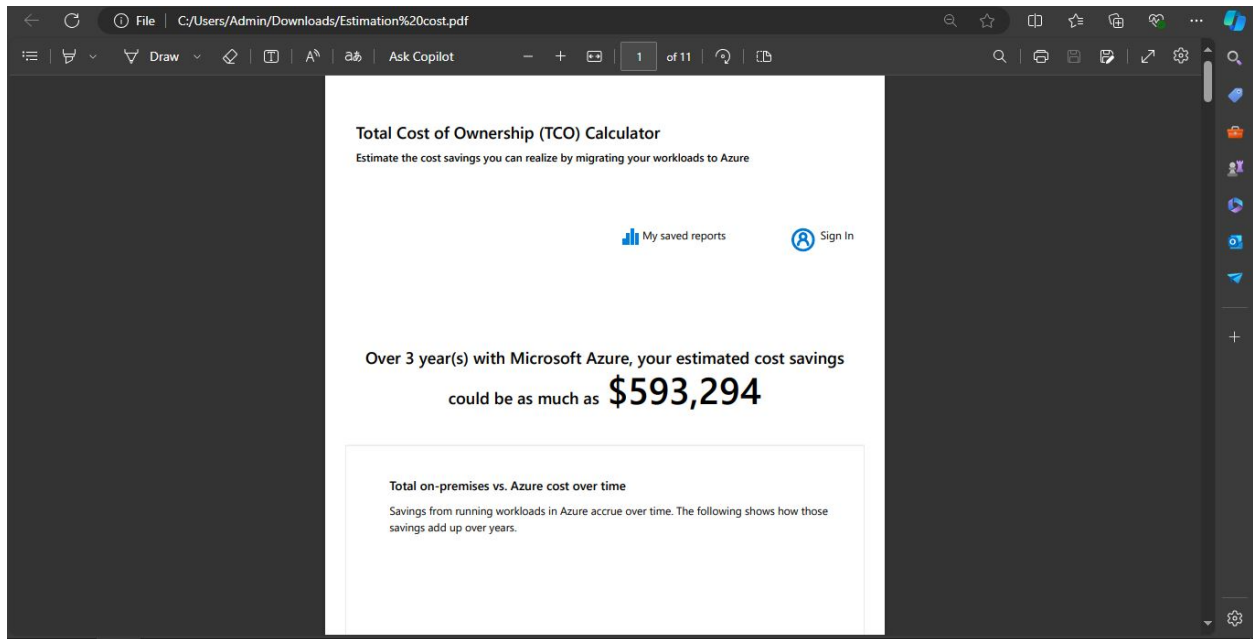 File C:/Users/Admin/Downloads/Estimation%20cost.pdf
Draw Ask Copilot 1 of 11
Total Cost of Ownership (TCO) Calculator
Estimate the cost savings you can realize by migrating your workloads to Azure
My saved reports Sign In
Over 3 year(s) with Microsoft Azure, your estimated cost savings
could be as much as $593,294
Total on-premises vs. Azure cost over time
Savings from running workloads in Azure accrue over time. The following shows how those
savings add up over years.